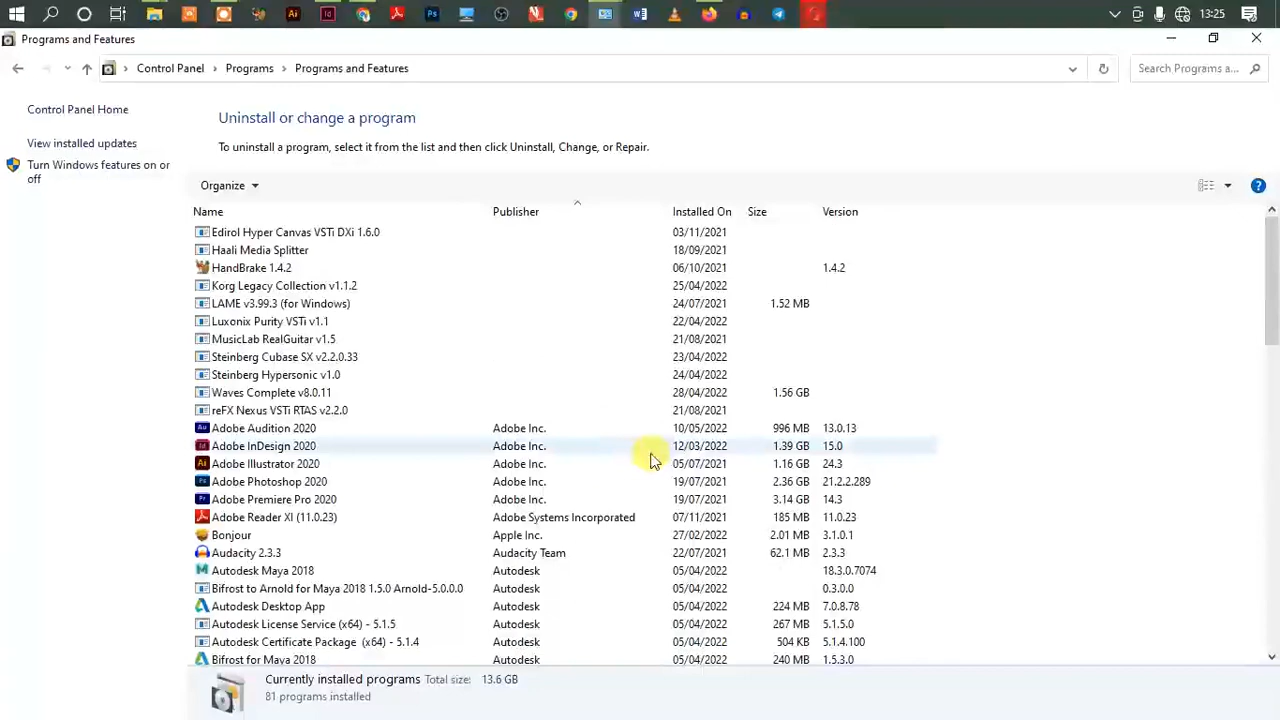 13:25
Programs and Features
Control Panel Programs Programs and Features
Search Programs a...
Control Panel Home
View installed updates
Turn Windows features on or
off
Uninstall or change a program
To uninstall a program, select it from the list and then click Uninstall, Change, or Repair.
Organize
Name Publisher Installed On Size Version
Edirol Hyper Canvas VSTi DXi 1.6.0 03/11/2021
Haali Media Splitter 18/09/2021
HandBrake 1.4.2 06/10/2021 1.4.2
Korg Legacy Collection v1.1.2 25/04/2022
LAME v3.99.3 (for Windows) 24/07/2021 1.52 MB
Luxonix Purity VSTi v1.1 22/04/2022
MusicLab RealGuitar v1.5 21/08/2021
Steinberg Cubase SX v2.2.0.33 23/04/2022
Steinberg Hypersonic v1.0 24/04/2022
Waves Complete v8.0.11 28/04/2022 1.56 GB
reFX Nexus VSTi RTAS v2.2.0 21/08/2021
Adobe Audition 2020 Adobe Inc. 10/05/2022 996 MB 13.0.13
Adobe InDesign 2020 Adobe Inc. 12/03/2022 1.39 GB 15.0
Adobe Illustrator 2020 Adobe Inc. 05/07/2021 1.16 GB 24.3
Adobe Photoshop 2020 Adobe Inc. 19/07/2021 2.36 GB 21.2.2.289
Adobe Premiere Pro 2020 Adobe Inc. 19/07/2021 3.14 GB 14.3
Adobe Reader XI (11.0.23) Adobe Systems Incorporated 07/11/2021 185 MB 11.0.23
Bonjour Apple Inc. 27/02/2022 2.01 MB 3.1.0.1
Audacity 2.3.3 Audacity Team 22/07/2021 62.1 MB 2.3.3
Autodesk Maya 2018 Autodesk 05/04/2022 18.3.0.7074
Bifrost to Arnold for Maya 2018 1.5.0 Arnold-5.0.0.0 Autodesk 05/04/2022 0.3.0.0
Autodesk Desktop App Autodesk 05/04/2022 224 MB 7.0.8.78
Autodesk License Service (x64) - 5.1.5 Autodesk 05/04/2022 267 MB 5.1.5.0
Autodesk Certificate Package (x64) - 5.1.4 Autodesk 05/04/2022 504 KB 5.1.4.100
Bifrost for Maya 2018 Autodesk 05/04/2022 240 MB 1.5.3.0
Currently installed programs Total size: 13.6 GB
81 programs installed